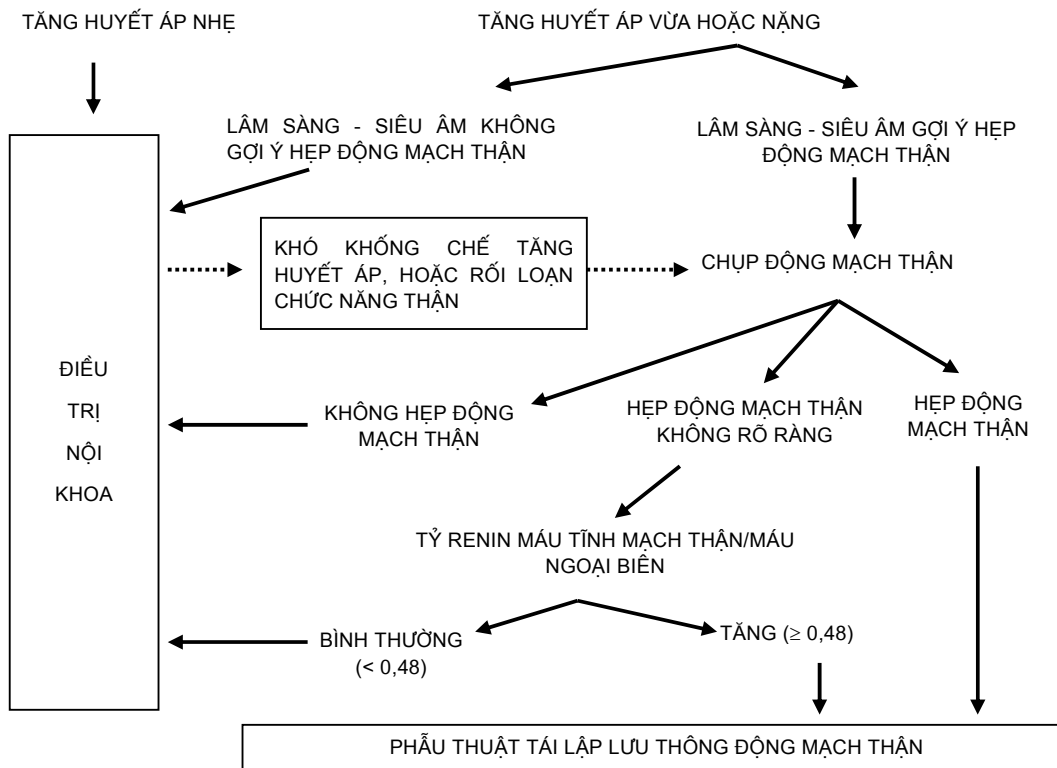 TĂNG HUYẾT ÁP NHẸ
TĂNG HUYẾT ÁP VỪA HOẶC NẶNG
LÂM SÀNG - SIÊU ÂM KHÔNG
GỢI Ý HẸP ĐỘNG MẠCH THẬN
LÂM SÀNG - SIÊU ÂM GỢI Ý HẸP
ĐỘNG MẠCH THẬN
KHÓ KHỐNG CHẾ TĂNG
HUYẾT ÁP, HOẶC RỐI LOẠN
CHỨC NĂNG THẬN
CHỤP ĐỘNG MẠCH THẬN
ĐIỀU
TRỊ
NỘI
KHOA
KHÔNG HẸP ĐỘNG
MẠCH THẬN
HẸP ĐỘNG MẠCH THẬN
KHÔNG RÕ RÀNG
HẸP ĐỘNG
MẠCH THẬN
TỶ RENIN MÁU TĨNH MẠCH THẬN/MÁU
NGOẠI BIÊN
BÌNH THƯỜNG
(< 0,48)
TĂNG (≥ 0,48)
PHẪU THUẬT TÁI LẬP LƯU THÔNG ĐỘNG MẠCH THẬN